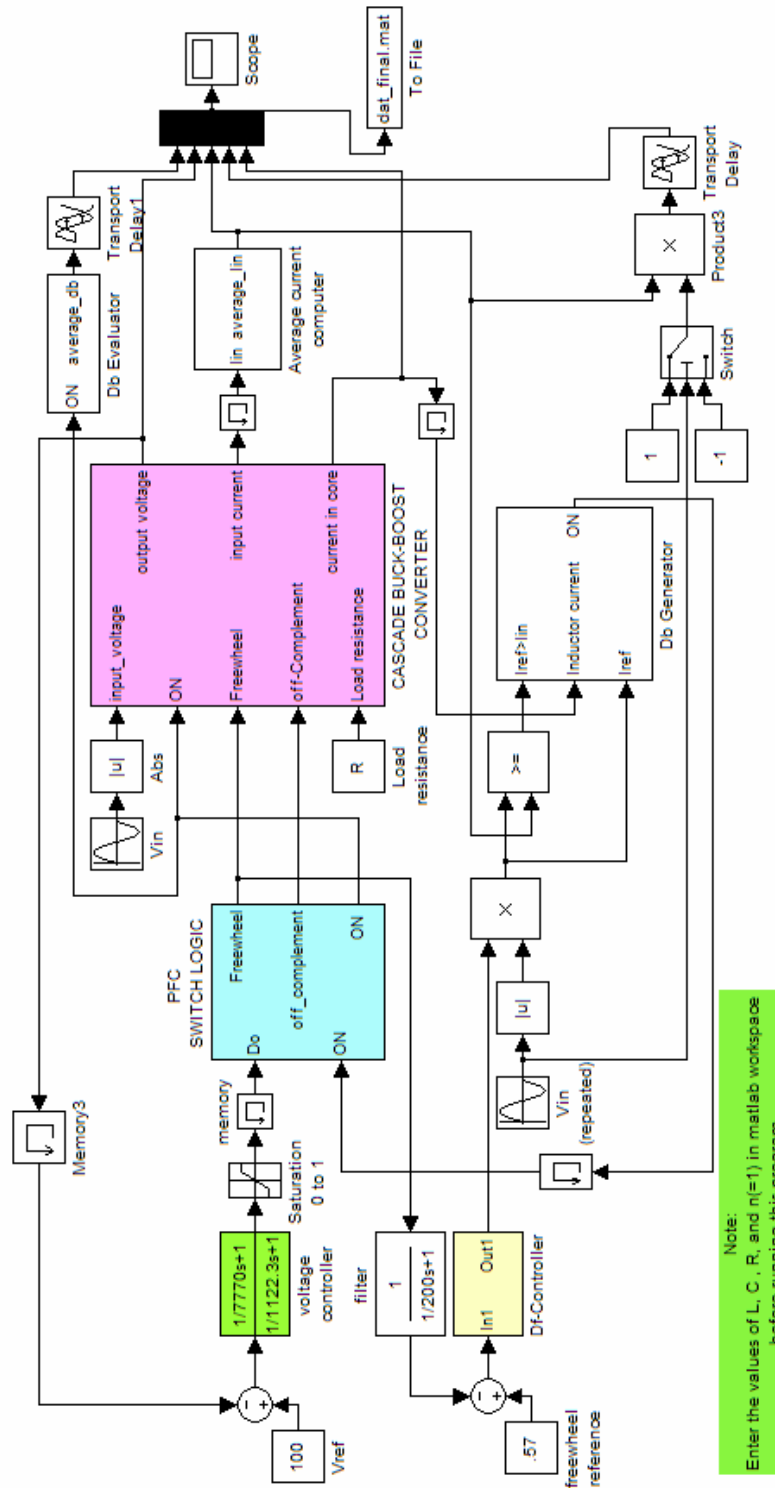 Memory3
100
Vref
1/7770s+1
1/1122.3s+1
voltage
controller
Saturation
0 to 1
memory
PFC
SWITCH LOGIC
Do
ON
Freewheel
off_complement
ON
Vin
|u|
Abs
R
Load
resistance
input_voltage
ON
Freewheel
off-Complement
Load resistance
output voltage
input current
current in core
CASCADE BUCK-BOOST
CONVERTER
ON average_db
Db Evaluator
Transport
Delay1
Iin average_Iin
Average current
computer
Scope
dat_final.mat
To File
.57
freewheel
reference
filter
1
1/200s+1
In1 Out1
Df-Controller
Vin
(repeated)
|u|
×
>=
Iref>Iin
Inductor current
Iref
ON
Db Generator
1
-1
Switch
×
Product3
Transport
Delay
Note:
Enter the values of L, C , R, and n(=1) in matlab workspace
before running this program